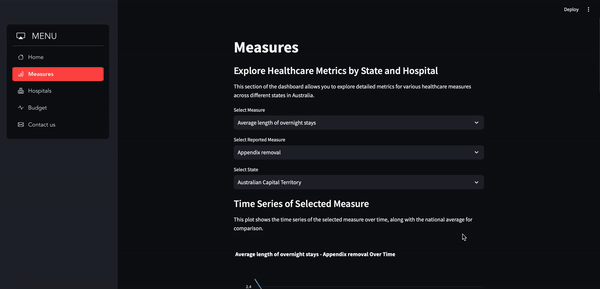 Deploy
MENU
Home
Measures
Hospitals
Budget
Contact us
Measures
Explore Healthcare Metrics by State and Hospital
This section of the dashboard allows you to explore detailed metrics for various healthcare measures
across different states in Australia.
Select Measure
Average length of overnight stays
Select Reported Measure
Appendix removal
Select State
Australian Capital Territory
Time Series of Selected Measure
This plot shows the time series of the selected measure over time, along with the national average for
comparison.
Average length of overnight stays - Appendix removal Over Time
2.4